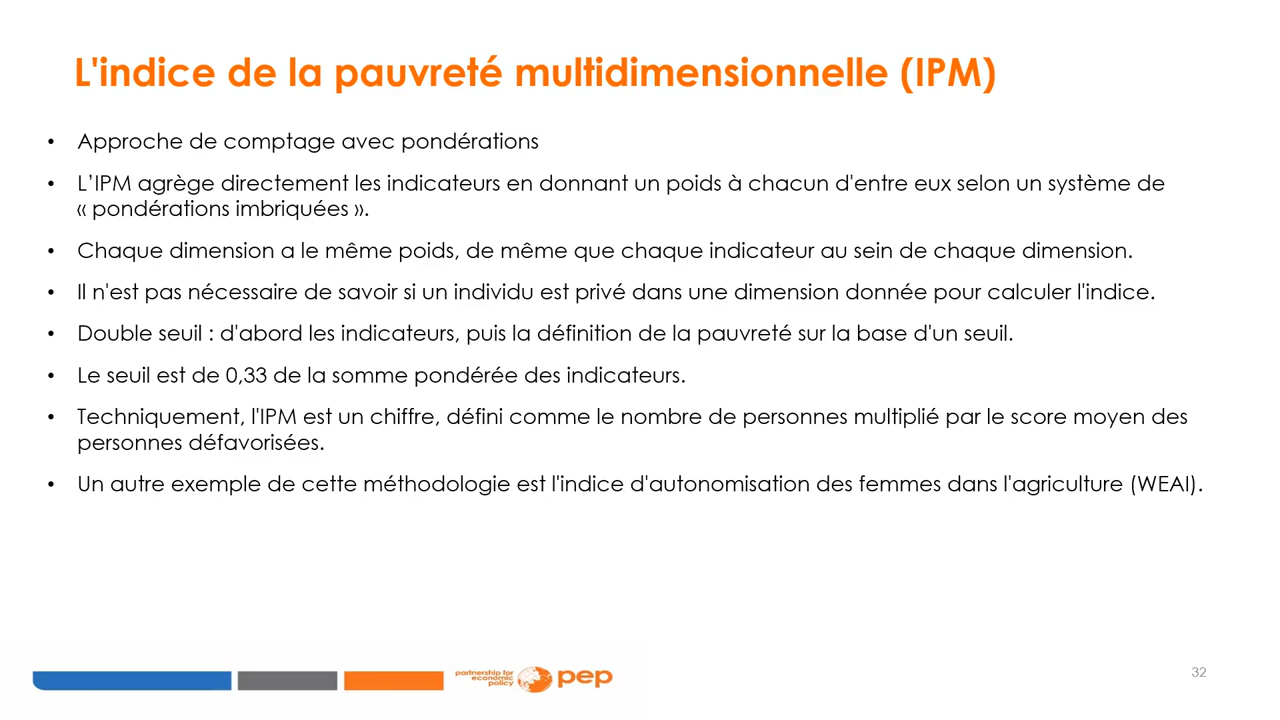 L'indice de la pauvreté multidimensionnelle (IPM)
• Approche de comptage avec pondérations
• L’IPM agrège directement les indicateurs en donnant un poids à chacun d'entre eux selon un système de
« pondérations imbriquées ».
• Chaque dimension a le même poids, de même que chaque indicateur au sein de chaque dimension.
• Il n'est pas nécessaire de savoir si un individu est privé dans une dimension donnée pour calculer l'indice.
• Double seuil : d'abord les indicateurs, puis la définition de la pauvreté sur la base d'un seuil.
• Le seuil est de 0,33 de la somme pondérée des indicateurs.
• Techniquement, l'IPM est un chiffre, défini comme le nombre de personnes multiplié par le score moyen des
personnes défavorisées.
• Un autre exemple de cette méthodologie est l'indice d'autonomisation des femmes dans l'agriculture (WEAI).
partnership for
economic
policy
pep
32